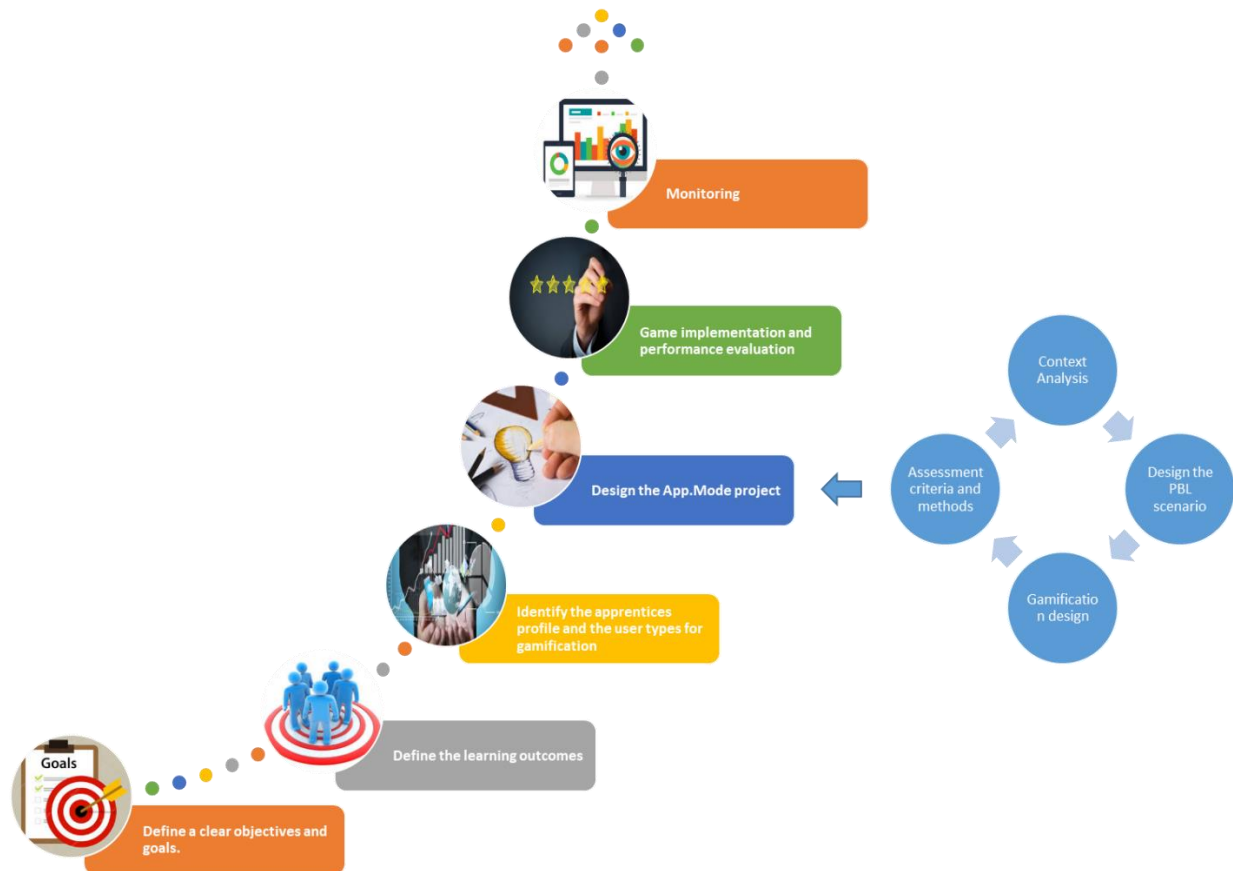 Monitoring
Game implementation and
performance evaluation
Design the App.Mode project
Identify the apprentices
profile and the user types for
gamification
Define the learning outcomes
Goals
Define a clear objectives and
goals.
Context
Analysis
Design the
PBL
scenario
Gamificatio
n design
Assessment
criteria and
methods